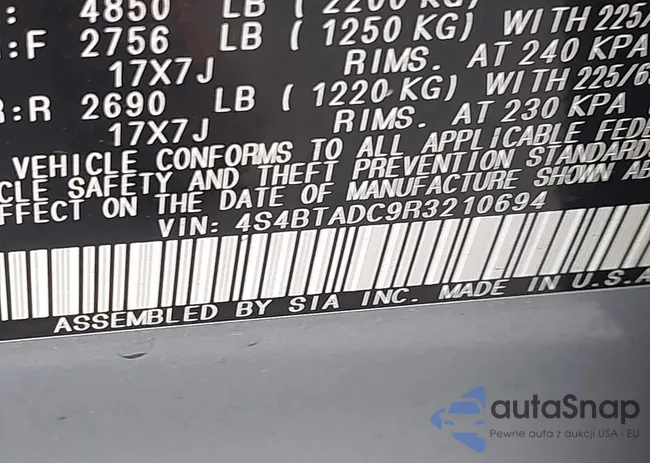 : 4850 LB (2200 KG)
:F 2756 LB (1250 KG) WITH 225/
17X7J RIMS. AT 240 KPA
R:R 2690 LB (1220 KG) WITH 225/6
17X7J RIMS. AT 230 KPA
VEHICLE CONFORMS TO ALL APPLICABLE FEDE
CLE SAFETY AND THEFT PREVENTION STANDARD
ON THE DATE OF MANUFACTURE SHOWN AB
VIN: 4S4BTADC9R3210694
ASSEMBLED BY SIA INC. MADE IN U.S.A
autaSnap
Pewne auta z aukcji USA i EU